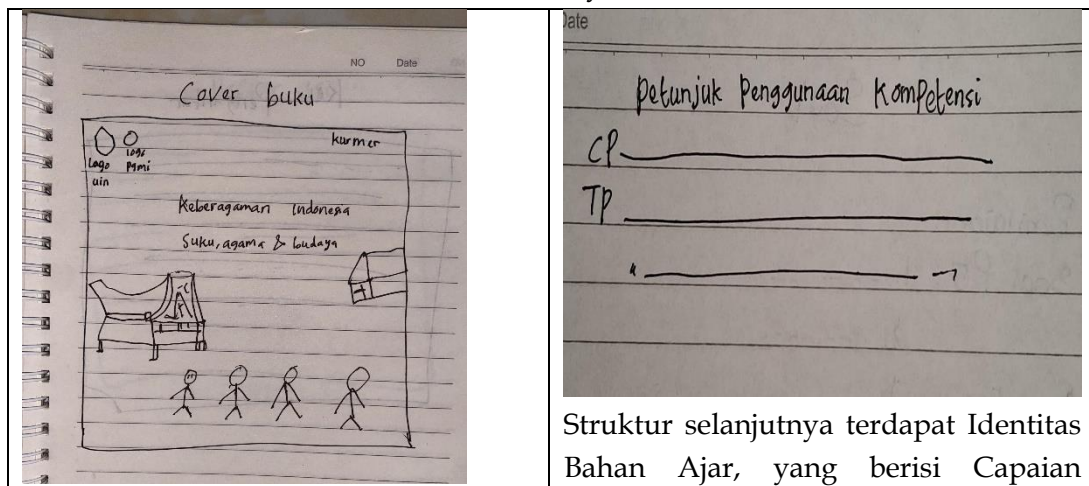 NO Date
Cover buku
kurmer
Logo uin
logo pgmi
Keberagaman Indonesia
Suku, agama & budaya
Date
Petunjuk Penggunaan Kompetensi
CP
TP
Struktur selanjutnya terdapat Identitas
Bahan Ajar, yang berisi Capaian